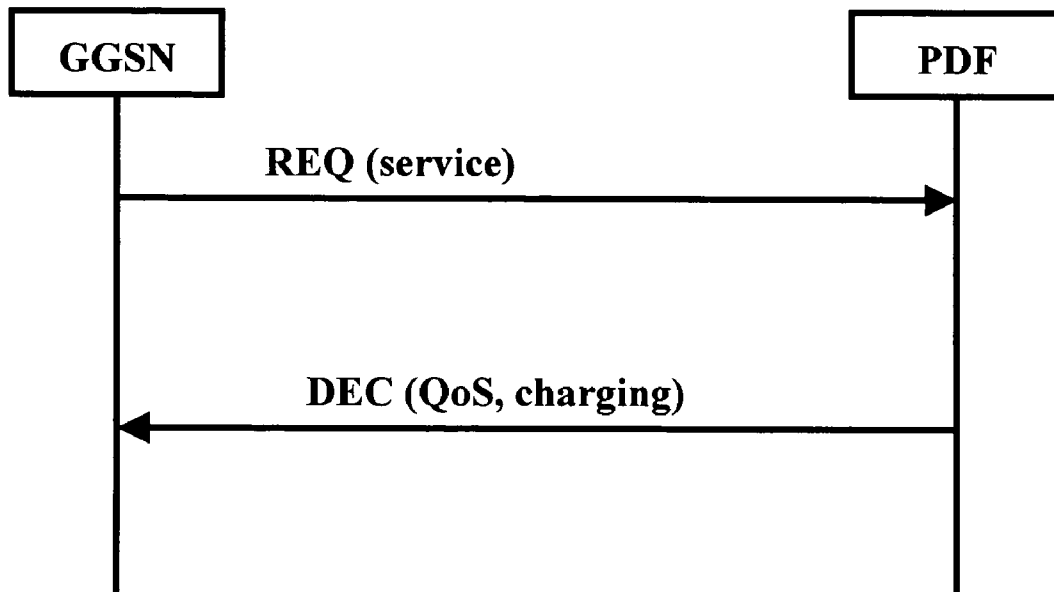 GGSN
PDF
REQ (service)
DEC (QoS, charging)